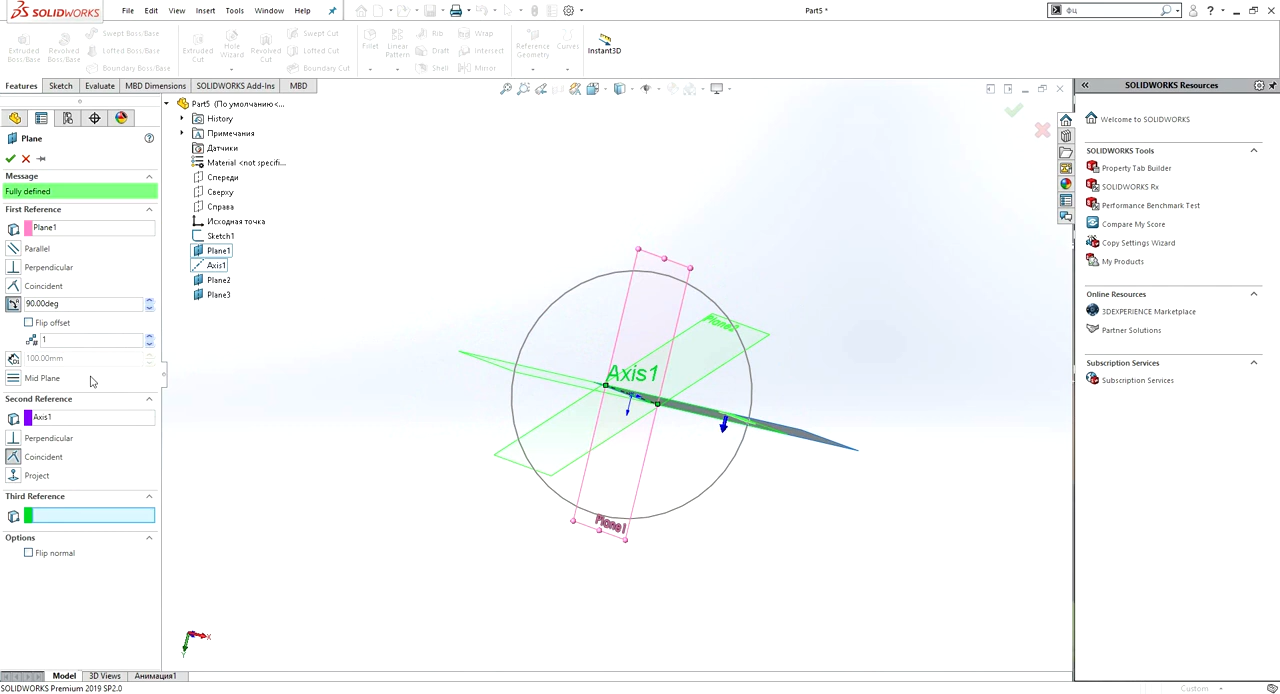 SOLIDWORKS File Edit View Insert Tools Window Help Part5 * фц
Extruded Boss/Base Revolved Boss/Base Swept Boss/Base Lofted Boss/Base Boundary Boss/Base Extruded Cut Hole Wizard Revolved Cut Swept Cut Lofted Cut Boundary Cut Fillet Linear Pattern Rib Draft Shell Wrap Intersect Mirror Reference Geometry Curves Instant3D
Features Sketch Evaluate MBD Dimensions SOLIDWORKS Add-Ins MBD
Plane
Message
Fully defined
First Reference
Plane1
Parallel
Perpendicular
Coincident
90.00deg
Flip offset
1
100.00mm
Mid Plane
Second Reference
Axis1
Perpendicular
Coincident
Project
Third Reference
Options
Flip normal
Part5 (По умолчанию<...
History
Примечания
Датчики
Material <not specifi...
Спереди
Сверху
Справа
Исходная точка
Sketch1
Plane1
Axis1
Plane2
Plane3
Plane2
Axis1
Plane1
X
Y
SOLIDWORKS Resources
Welcome to SOLIDWORKS
SOLIDWORKS Tools
Property Tab Builder
SOLIDWORKS Rx
Performance Benchmark Test
Compare My Score
Copy Settings Wizard
My Products
Online Resources
3DEXPERIENCE Marketplace
Partner Solutions
Subscription Services
Subscription Services
Model 3D Views Анимация1
SOLIDWORKS Premium 2019 SP2.0 Custom